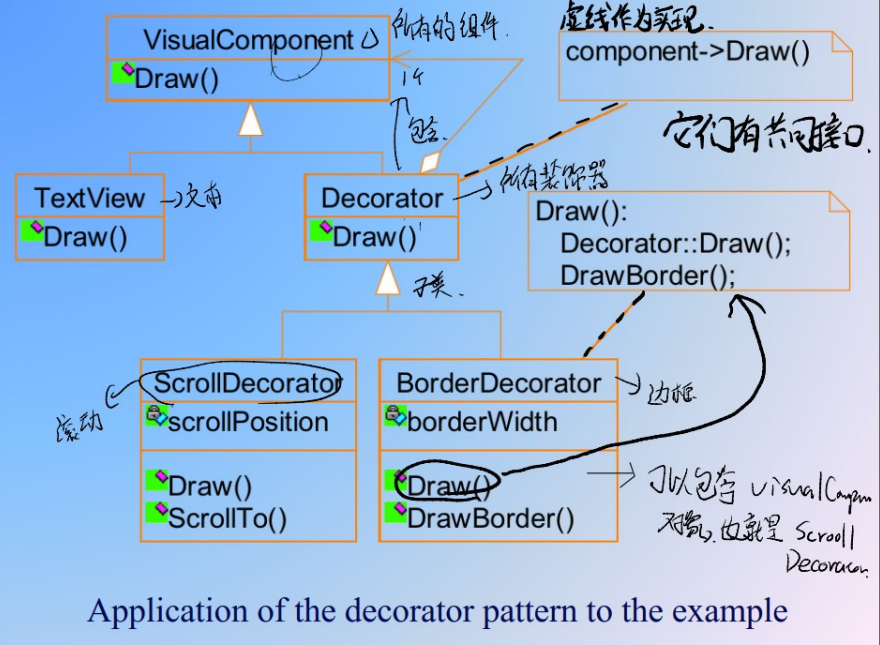 VisualComponent
所有的组件.
虚线作为实现.
Draw()
1个
component->Draw()
包含
它们有共同接口.
TextView
→文本
Decorator
→所有装饰器
Draw()
Draw()
Draw():
Decorator::Draw();
DrawBorder();
子类.
ScrollDecorator
BorderDecorator
→边框
滚动
scrollPosition
borderWidth
Draw()
Draw()
→可以包含 visual
ScrollTo()
DrawBorder()
对象,也就是 Scrooll
Decorator
Application of the decorator pattern to the example